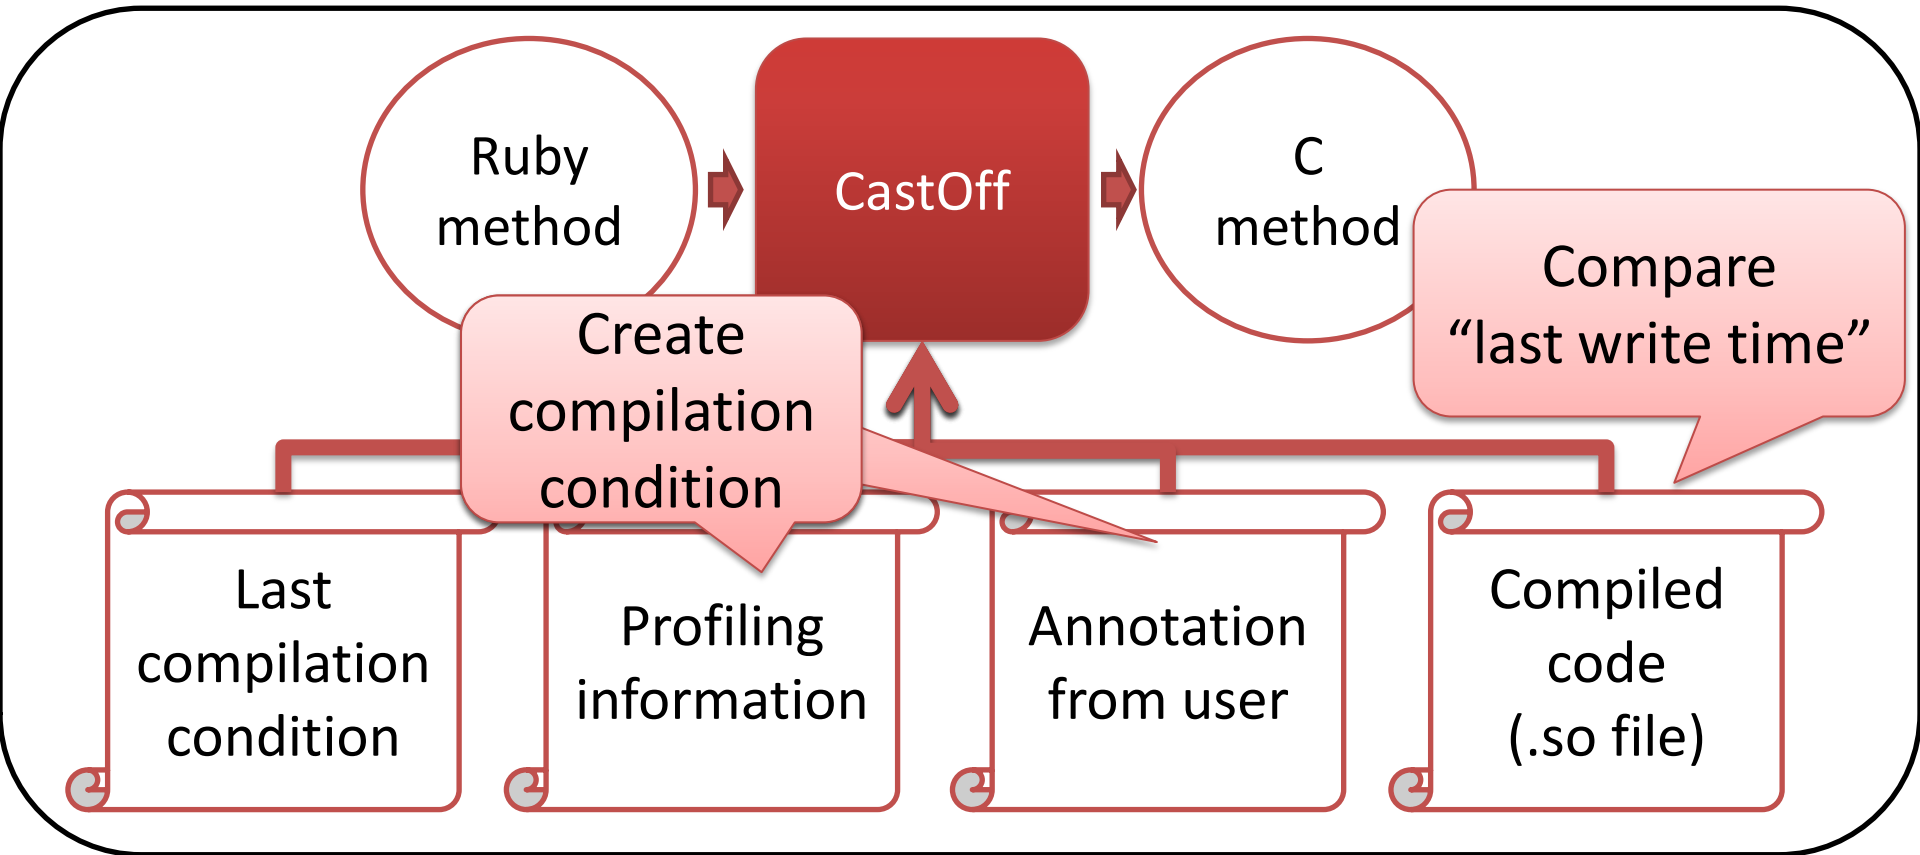 Ruby
method
CastOff
C
method
Compare
“last write time”
Create
compilation
condition
Last
compilation
condition
Profiling
information
Annotation
from user
Compiled
code
(.so file)